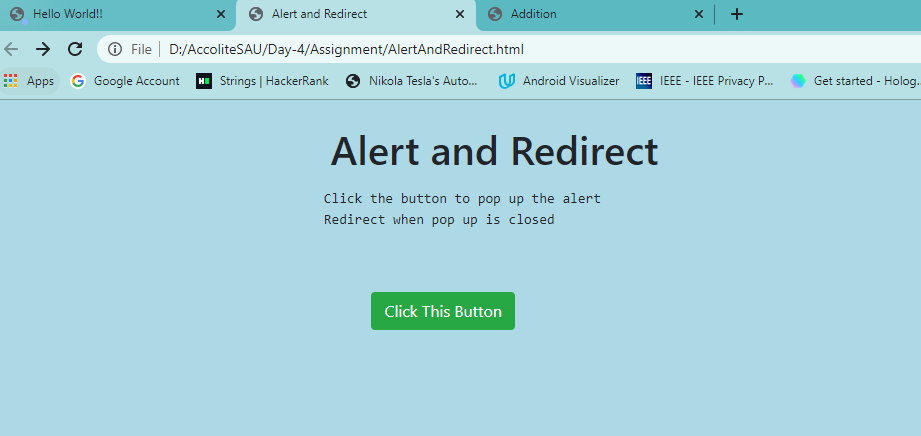 Hello World!!
Alert and Redirect
Addition
File
D:/AccoliteSAU/Day-4/Assignment/AlertAndRedirect.html
Apps
Google Account
Strings | HackerRank
Nikola Tesla's Auto...
Android Visualizer
IEEE
IEEE - IEEE Privacy P...
Get started - Holog...
Alert and Redirect
Click the button to pop up the alert
Redirect when pop up is closed
Click This Button